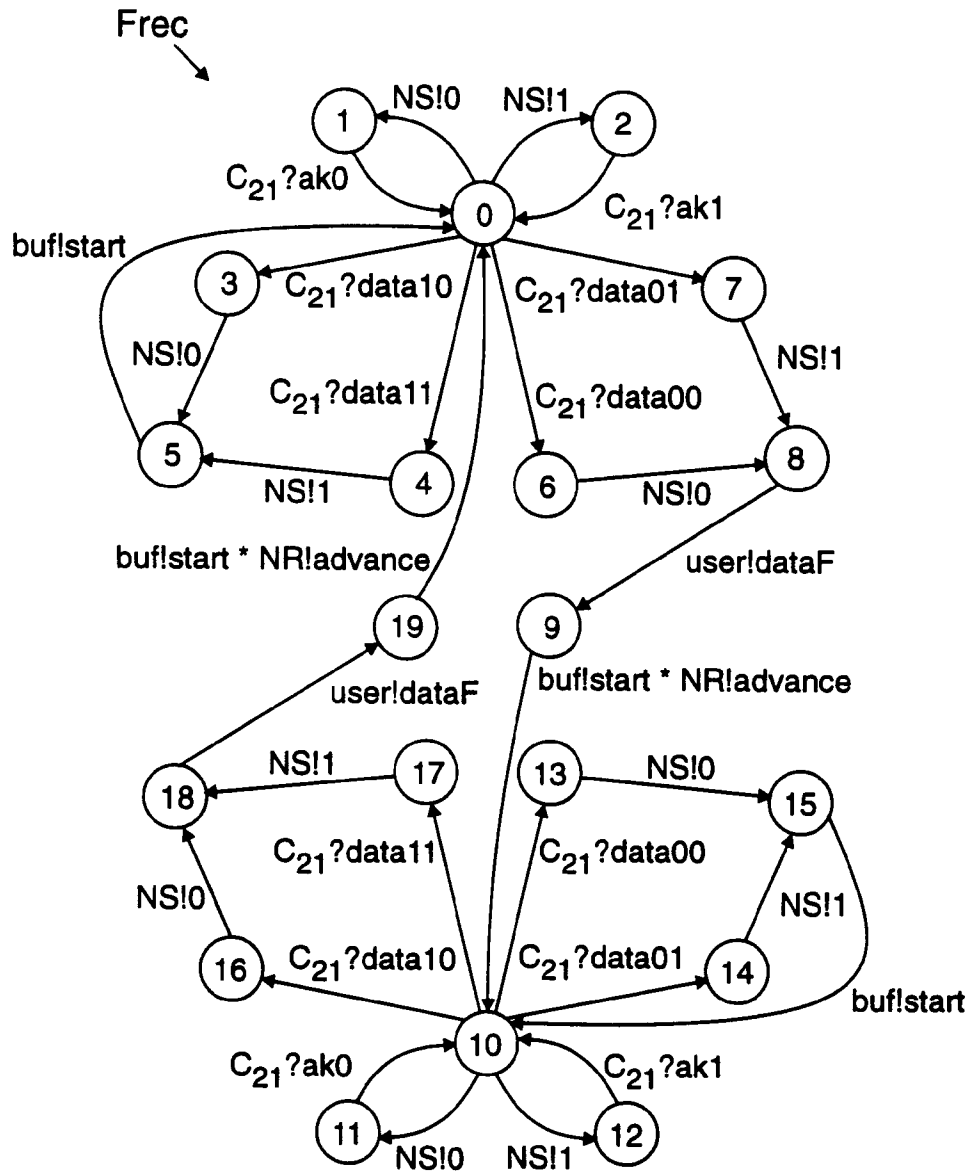 Frec
NS!0
NS!1
1
2
C21?ak0
0
C21?ak1
buf!start
3
C21?data10
C21?data01
7
NS!0
NS!1
C21?data11
C21?data00
5
8
NS!1
4
6
NS!0
buf!start * NR!advance
user!dataF
19
9
user!dataF
buf!start * NR!advance
NS!1
17
13
NS!0
18
15
C21?data11
C21?data00
NS!0
NS!1
16
C21?data10
C21?data01
14
buf!start
10
C21?ak0
C21?ak1
11
12
NS!0
NS!1